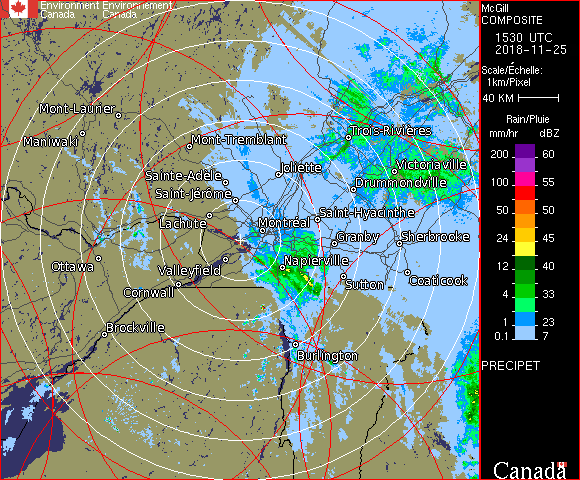 Environment Environnement
Canada Canada
McGill
COMPOSITE
1530 UTC
2018-11-25
Scale/Échelle:
1km/Pixel
40 KM
Rain/Pluie
mm/hr dBZ
200 60
100 55
50 50
24 45
12 40
4 33
1 23
0.1 7
PRECIPET
Canada
Mont-Laurier
Maniwaki
Mont-Tremblant
Trois-Rivières
Sainte-Adèle
Joliette
Victoriaville
Saint-Jérôme
Drummondville
Lachute
Saint-Hyacinthe
Montréal
Granby
Sherbrooke
Ottawa
Valleyfield
Napierville
Cornwall
Sutton
Coaticook
Brockville
Burlington